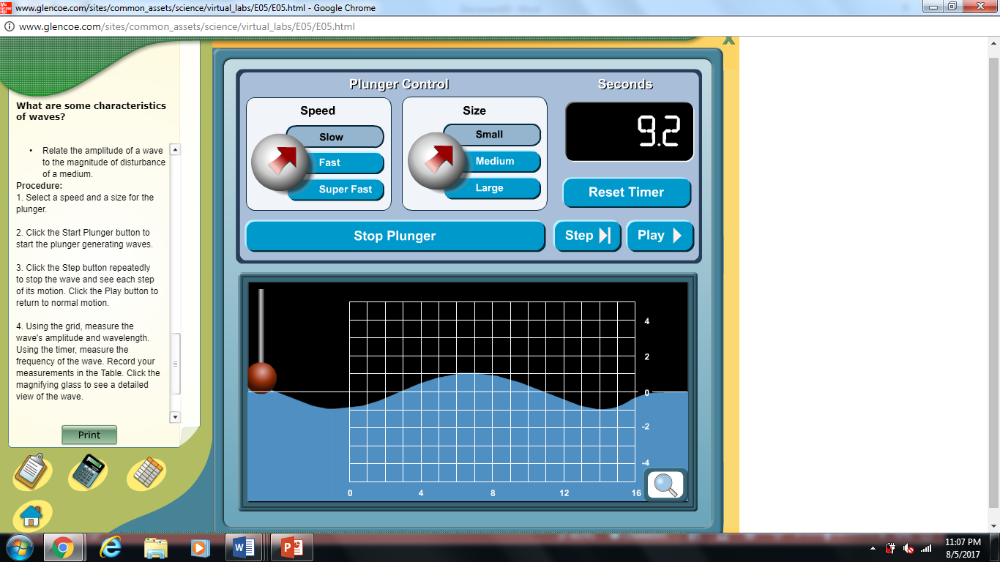 Mc
Graw
Hill
www.glencoe.com/sites/common_assets/science/virtual_labs/E05/E05.html - Google Chrome
www.glencoe.com/sites/common_assets/science/virtual_labs/E05/E05.html
X
What are some characteristics
of waves?
• Relate the amplitude of a wave
to the magnitude of disturbance
of a medium.
Procedure:
1. Select a speed and a size for the
plunger.
2. Click the Start Plunger button to
start the plunger generating waves.
3. Click the Step button repeatedly
to stop the wave and see each step
of its motion. Click the Play button to
return to normal motion.
4. Using the grid, measure the
wave's amplitude and wavelength.
Using the timer, measure the
frequency of the wave. Record your
measurements in the Table. Click the
magnifying glass to see a detailed
view of the wave.
Print
Plunger Control
Seconds
Speed
Slow
Fast
Super Fast
Size
Small
Medium
Large
9.2
Reset Timer
Stop Plunger
Step
Play
4
2
0
-2
-4
0 4 8 12 16
11:07 PM
8/5/2017